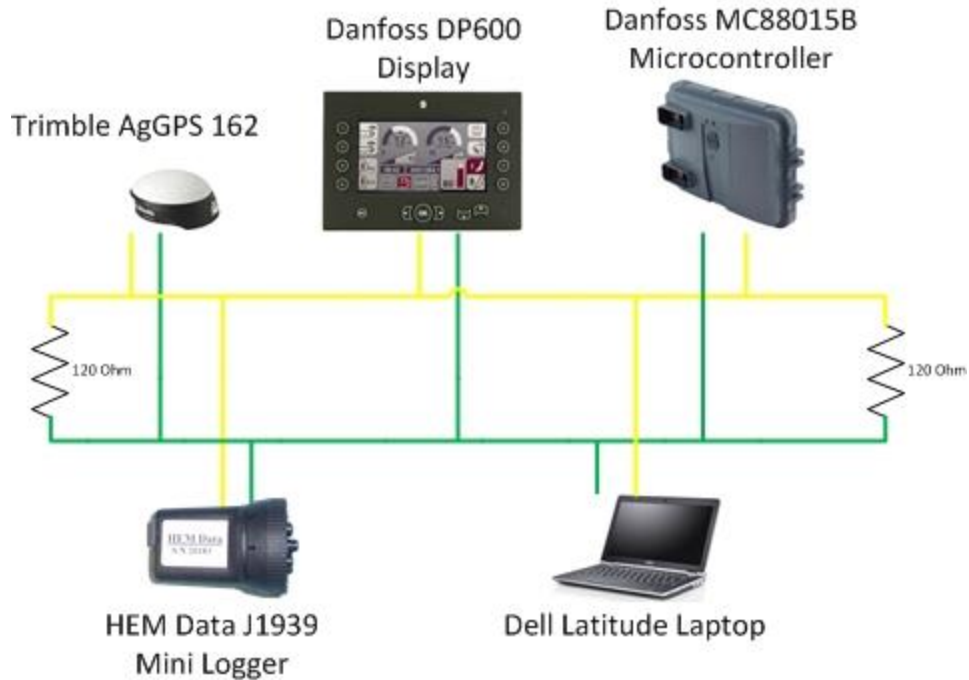 Danfoss DP600
Display
Danfoss MC88015B
Microcontroller
Trimble AgGPS 162
120 Ohm
120 Ohm
HEM Data
HEM Data J1939
Mini Logger
Dell Latitude Laptop